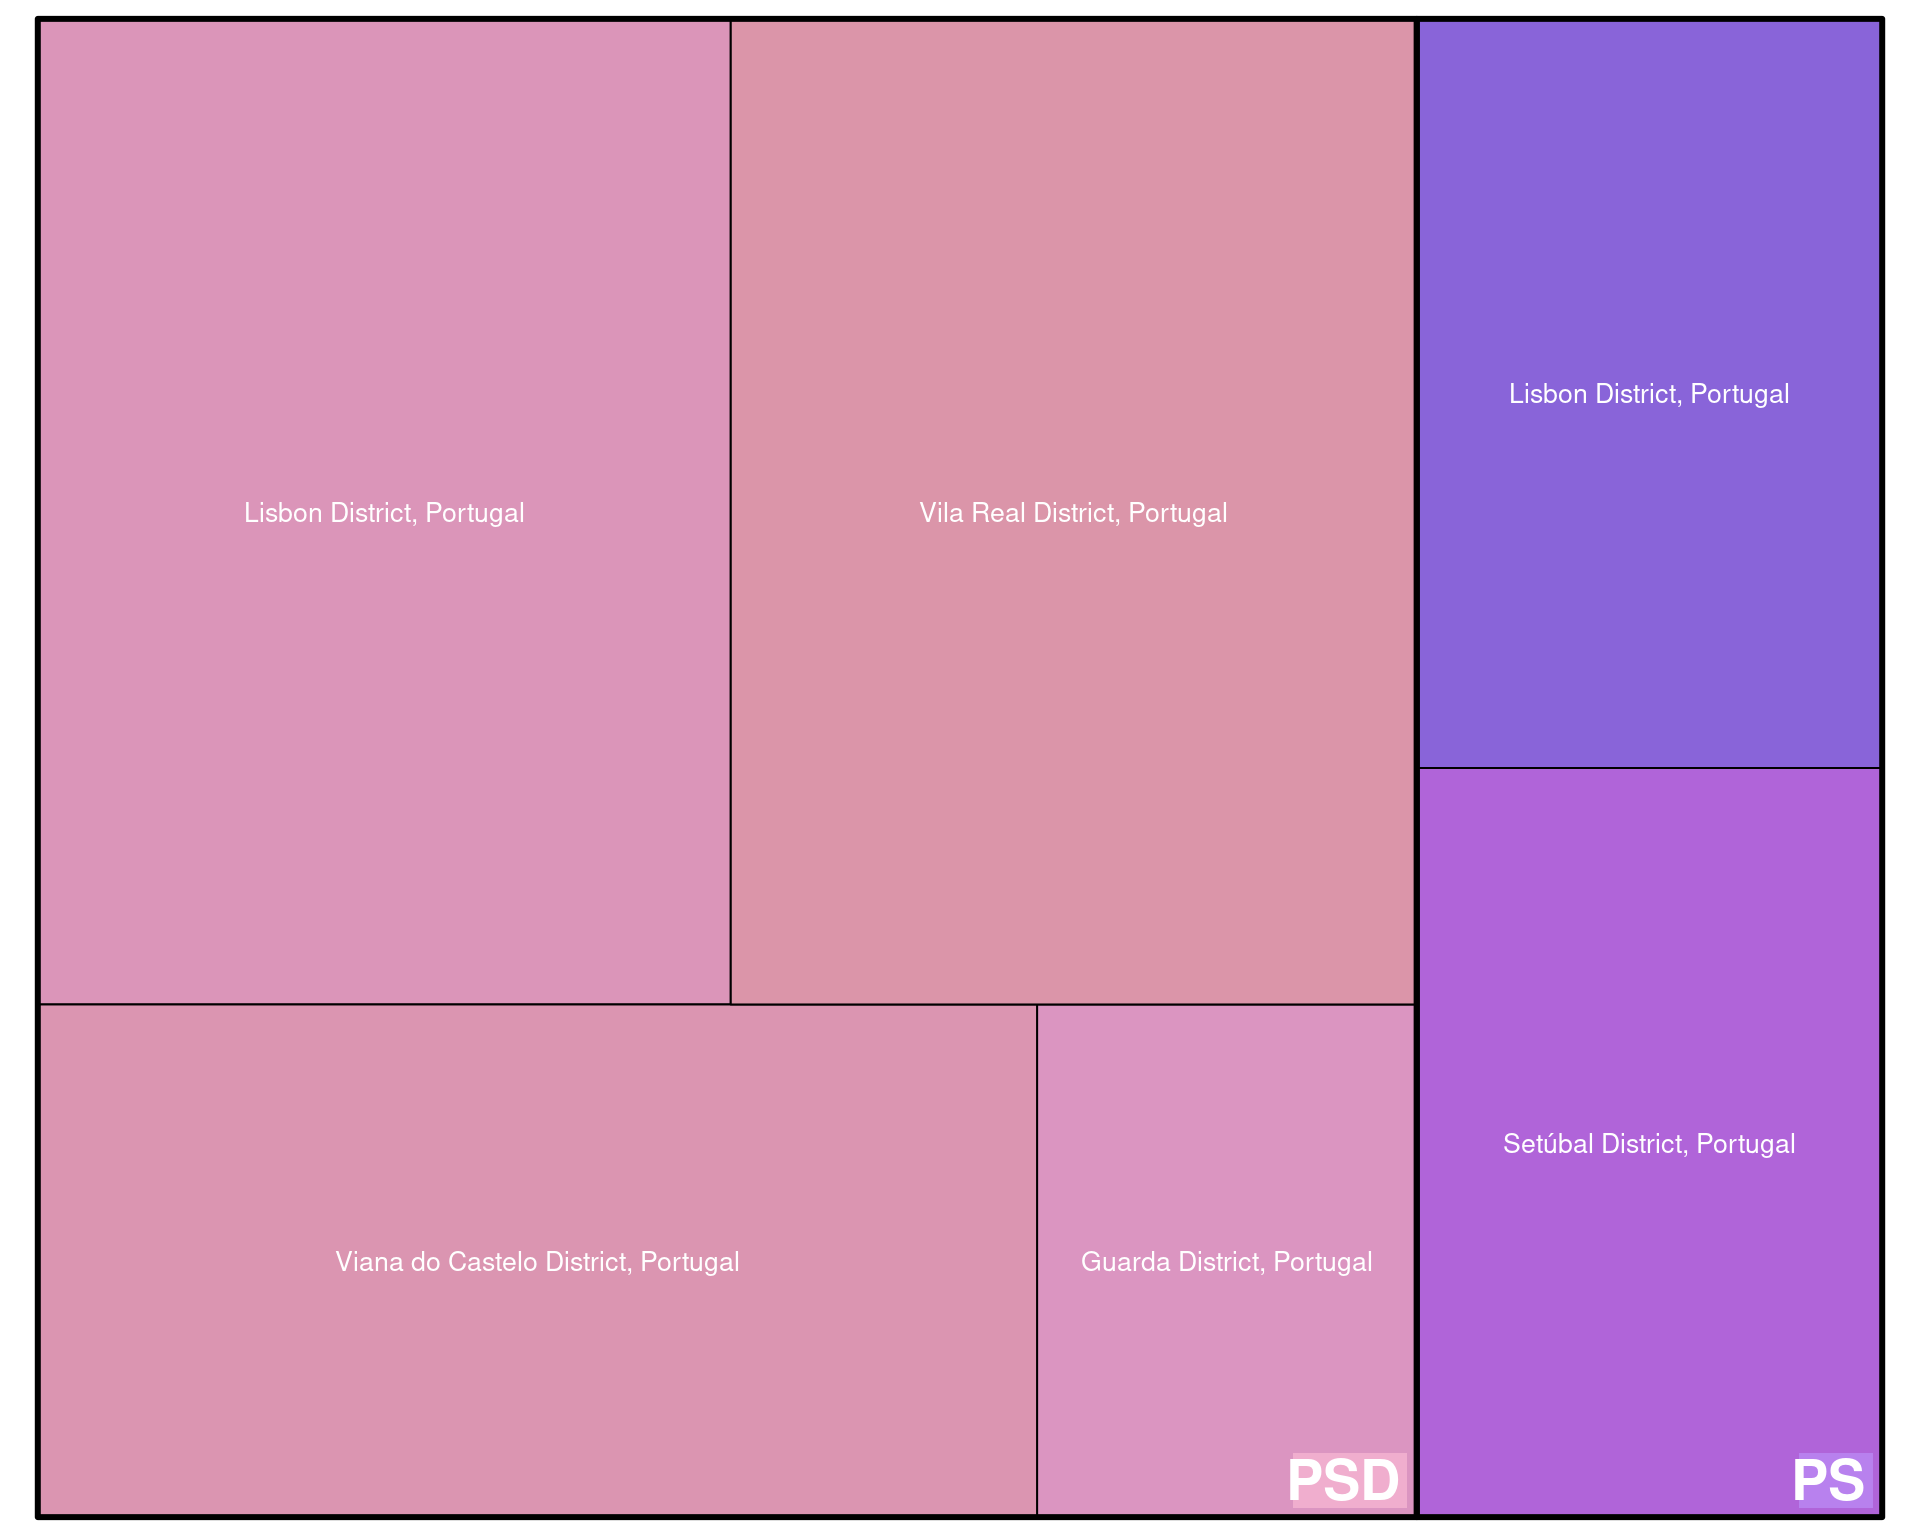 Lisbon District, Portugal
Vila Real District, Portugal
Viana do Castelo District, Portugal
Guarda District, Portugal
PSD
Lisbon District, Portugal
Setúbal District, Portugal
PS